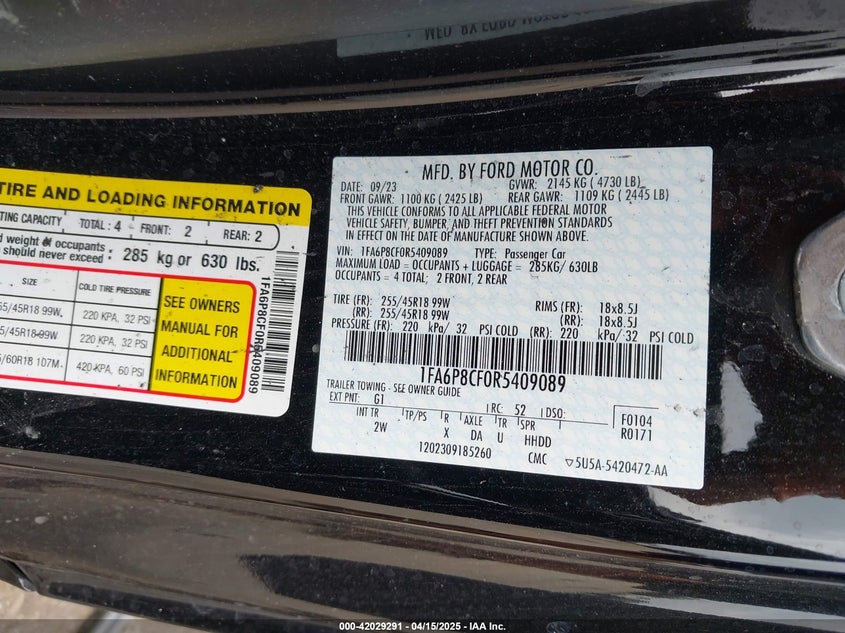 TIRE AND LOADING INFORMATION
TING CAPACITY TOTAL: 4 FRONT: 2 REAR: 2
d weight of occupants
should never exceed : 285 kg or 630 lbs.
SIZE COLD TIRE PRESSURE
55/45R18 99W 220 KPA, 32 PSI
5/45R18 99W 220 KPA, 32 PSI
5/60R18 107M 420 KPA, 60 PSI
SEE OWNERS
MANUAL FOR
ADDITIONAL
INFORMATION
1FA6P8CF0R5409089
MFD. BY FORD MOTOR CO.
DATE: 09/23 GVWR: 2145 KG ( 4730 LB)
FRONT GAWR: 1100 KG ( 2425 LB) REAR GAWR: 1109 KG ( 2445 LB)
THIS VEHICLE CONFORMS TO ALL APPLICABLE FEDERAL MOTOR
VEHICLE SAFETY, BUMPER, AND THEFT PREVENTION STANDARDS
IN EFFECT ON THE DATE OF MANUFACTURE SHOWN ABOVE.
VIN: 1FA6P8CF0R5409089 TYPE: Passenger Car
MAXIMUM LOAD = OCCUPANTS + LUGGAGE = 285KG/ 630LB
OCCUPANTS = 4 TOTAL; 2 FRONT, 2 REAR
TIRE (FR): 255/45R18 99W RIMS (FR): 18x8.5J
(RR): 255/45R18 99W (RR): 18x8.5J
PRESSURE (FR): 220 kPa/ 32 PSI COLD (RR): 220 kPa/ 32 PSI COLD
1FA6P8CF0R5409089
TRAILER TOWING - SEE OWNER GUIDE
EXT PNT: G1 RC: 52 DSO: F0104
INT TR TP/PS R AXLE TR SPR R0171
2W X DA U HHDD
1202309185260 CMC ▽5U5A-5420472-AA
000-42029291 - 04/15/2025 - IAA Inc.